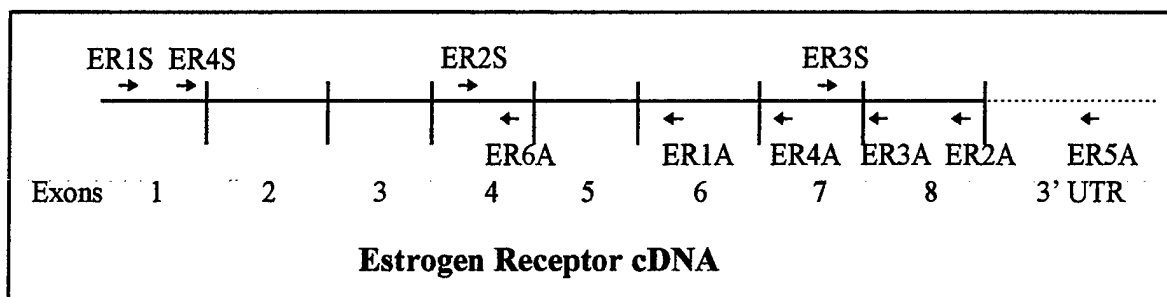 ER1S ER4S ER2S ER3S
ER6A ER1A ER4A ER3A ER2A ER5A
Exons 1 2 3 4 5 6 7 8 3' UTR
Estrogen Receptor cDNA